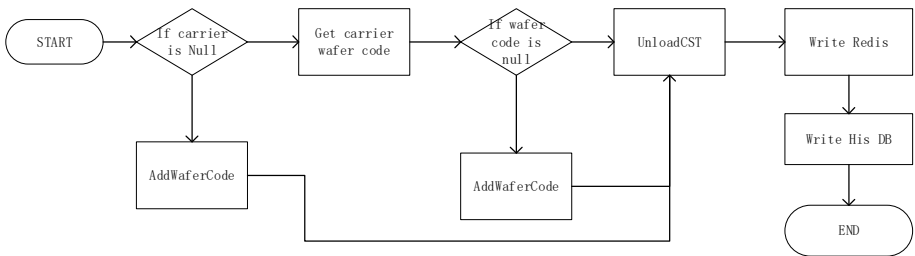 START
If carrier
is Null
Get carrier
wafer code
If wafer
code is
null
UnloadCST
Write Redis
AddWaferCode
AddWaferCode
Write His DB
END